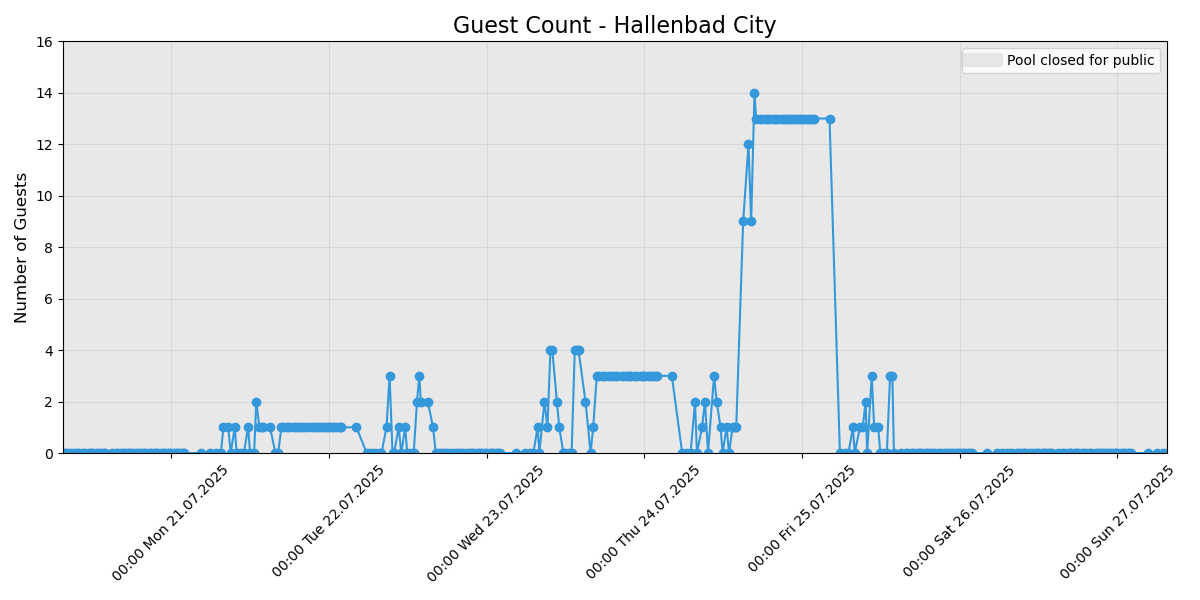 Guest Count - Hallenbad City
Pool closed for public
Number of Guests
16
14
12
10
8
6
4
2
0
00:00 Mon 21.07.2025
00:00 Tue 22.07.2025
00:00 Wed 23.07.2025
00:00 Thu 24.07.2025
00:00 Fri 25.07.2025
00:00 Sat 26.07.2025
00:00 Sun 27.07.2025